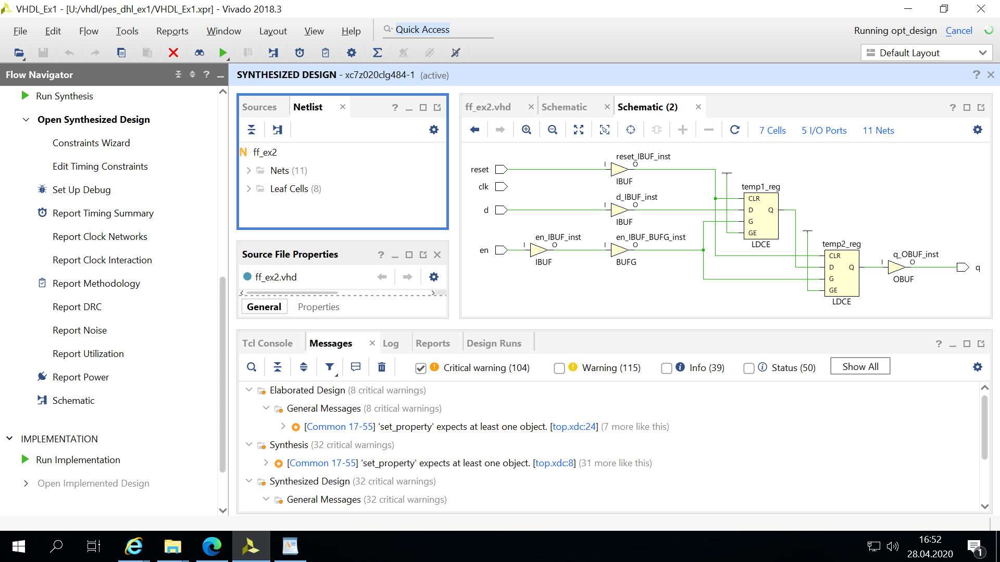 VHDL_Ex1 - [U:/vhdl/pes_dhl_ex1/VHDL_Ex1.xpr] - Vivado 2018.3
File Edit Flow Tools Reports Window Layout View Help Quick Access
Running opt_design Cancel
Default Layout
Flow Navigator
Run Synthesis
Open Synthesized Design
Constraints Wizard
Edit Timing Constraints
Set Up Debug
Report Timing Summary
Report Clock Networks
Report Clock Interaction
Report Methodology
Report DRC
Report Noise
Report Utilization
Report Power
Schematic
IMPLEMENTATION
Run Implementation
Open Implemented Design
SYNTHESIZED DESIGN - xc7z020clg484-1 (active)
Sources Netlist
N ff_ex2
Nets (11)
Leaf Cells (8)
Source File Properties
ff_ex2.vhd
General Properties
ff_ex2.vhd Schematic Schematic (2)
7 Cells 5 I/O Ports 11 Nets
reset_IBUF_inst
reset I O
IBUF
clk
temp1_reg
d_IBUF_inst
d I O
IBUF
CLR
D Q
G
GE
LDCE
en_IBUF_inst en_IBUF_BUFG_inst
en I O I O
IBUF BUFG
temp2_reg
CLR
D Q
G
GE
LDCE
q_OBUF_inst
I O q
OBUF
Tcl Console Messages Log Reports Design Runs
Critical warning (104) Warning (115) Info (39) Status (50) Show All
Elaborated Design (8 critical warnings)
General Messages (8 critical warnings)
[Common 17-55] 'set_property' expects at least one object. [top.xdc:24] (7 more like this)
Synthesis (32 critical warnings)
[Common 17-55] 'set_property' expects at least one object. [top.xdc:8] (31 more like this)
Synthesized Design (32 critical warnings)
General Messages (32 critical warnings)
16:52
28.04.2020
1